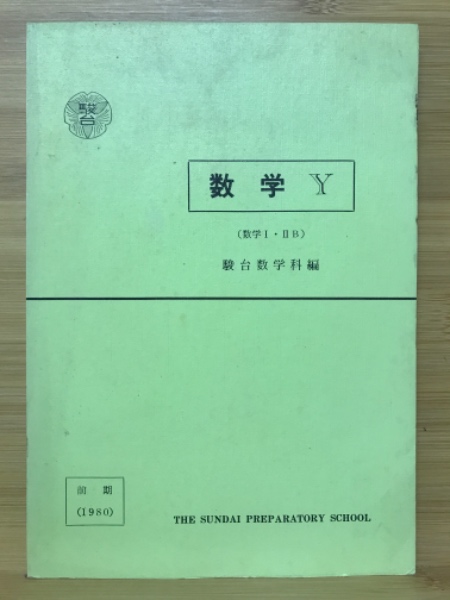 駿台
数学 Y
(数学I・IIB)
駿台数学科編
前期
(1980)
THE SUNDAI PREPARATORY SCHOOL